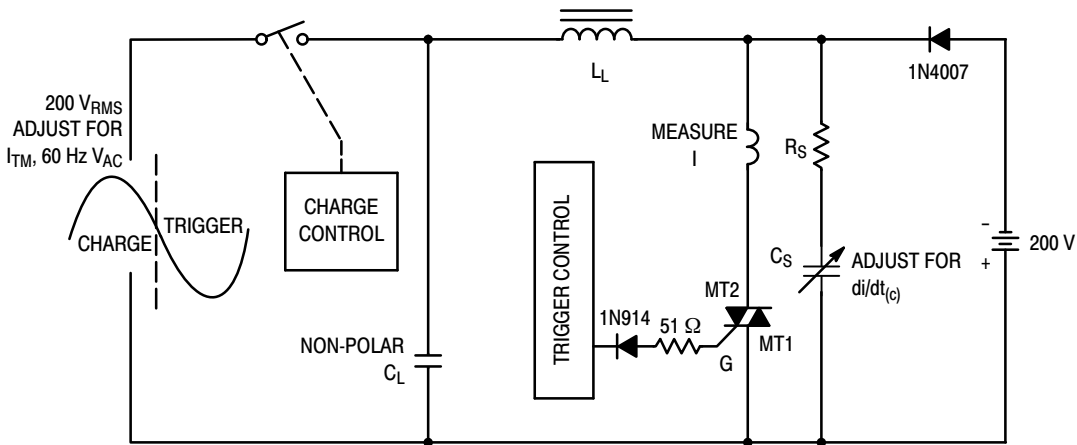 200 VRMS
ADJUST FOR
ITM, 60 Hz VAC
CHARGE
TRIGGER
CHARGE
CONTROL
NON-POLAR
CL
LL
TRIGGER CONTROL
MEASURE
I
1N914
51 Ω
G
MT2
MT1
RS
CS
ADJUST FOR
di/dt(c)
1N4007
-
+
200 V